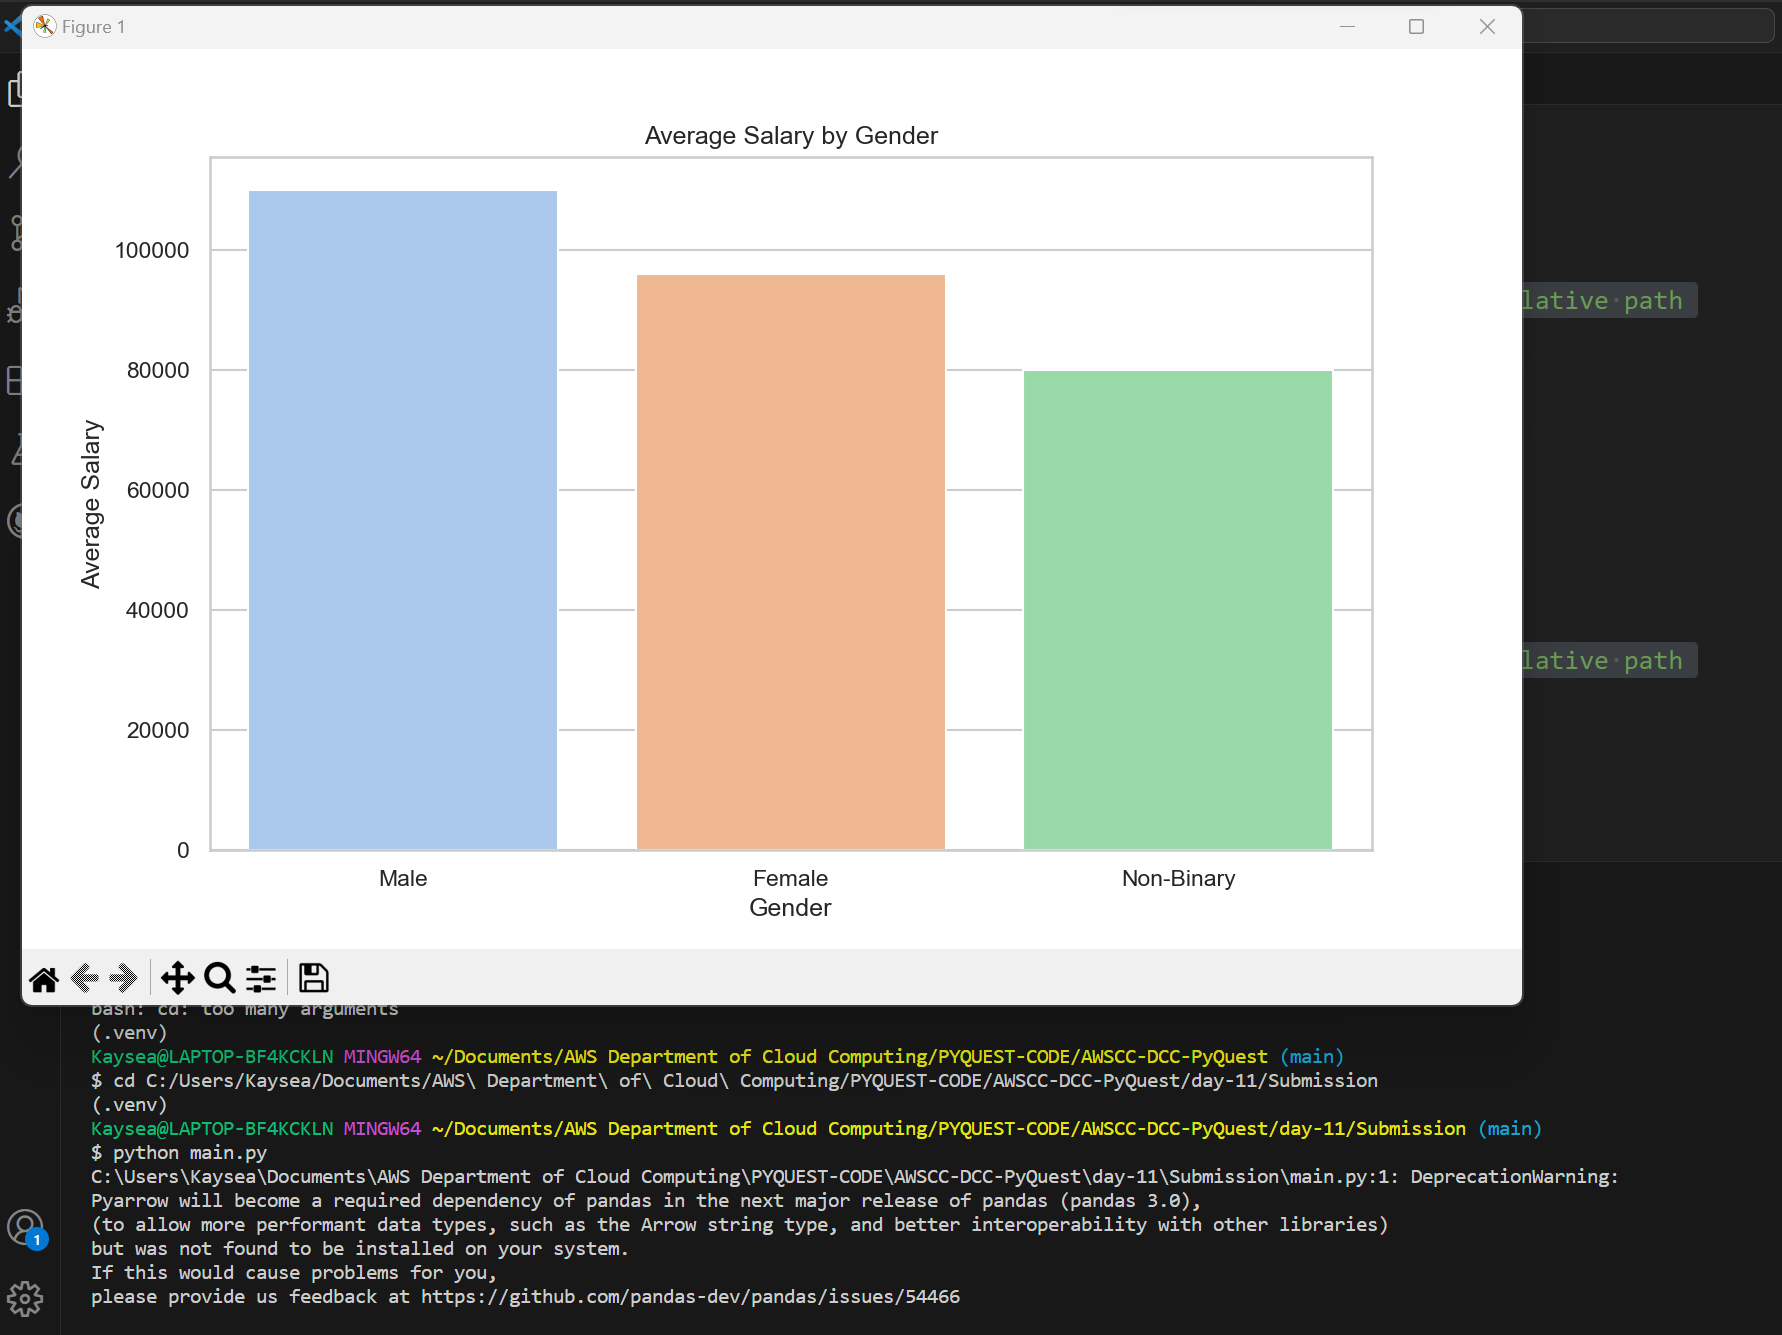 Figure 1
Average Salary by Gender
100000
80000
60000
40000
20000
0
Average Salary
Male
Female
Non-Binary
Gender
lative·path
lative·path
bash: cd: too many arguments
(.venv)
Kaysea@LAPTOP-BF4KCKLN MINGW64 ~/Documents/AWS Department of Cloud Computing/PYQUEST-CODE/AWSCC-DCC-PyQuest (main)
$ cd C:/Users/Kaysea/Documents/AWS\ Department\ of\ Cloud\ Computing/PYQUEST-CODE/AWSCC-DCC-PyQuest/day-11/Submission
(.venv)
Kaysea@LAPTOP-BF4KCKLN MINGW64 ~/Documents/AWS Department of Cloud Computing/PYQUEST-CODE/AWSCC-DCC-PyQuest/day-11/Submission (main)
$ python main.py
C:\Users\Kaysea\Documents\AWS Department of Cloud Computing\PYQUEST-CODE\AWSCC-DCC-PyQuest\day-11\Submission\main.py:1: DeprecationWarning:
Pyarrow will become a required dependency of pandas in the next major release of pandas (pandas 3.0),
(to allow more performant data types, such as the Arrow string type, and better interoperability with other libraries)
but was not found to be installed on your system.
If this would cause problems for you,
please provide us feedback at https://github.com/pandas-dev/pandas/issues/54466
1